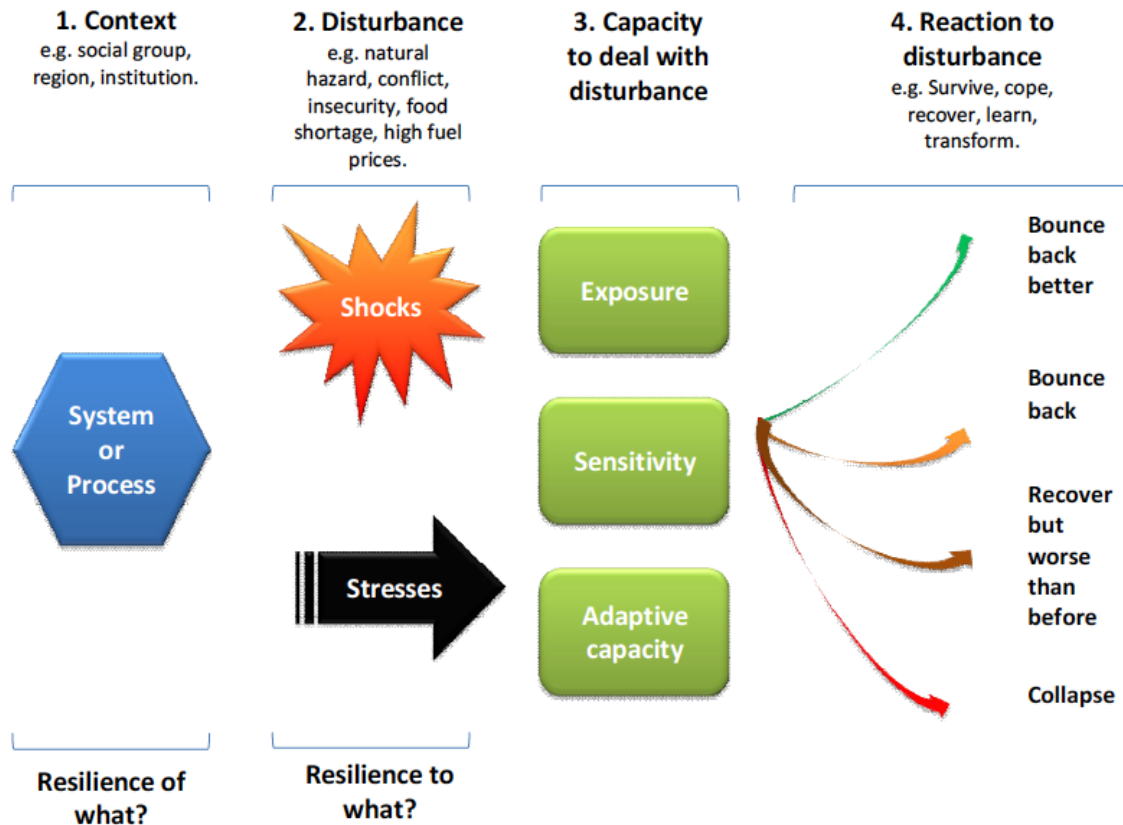 1. Context
e.g. social group,
region, institution.
2. Disturbance
e.g. natural
hazard, conflict,
insecurity, food
shortage, high fuel
prices.
3. Capacity
to deal with
disturbance
4. Reaction to
disturbance
e.g. Survive, cope,
recover, learn,
transform.
System
or
Process
Shocks
Stresses
Exposure
Sensitivity
Adaptive
capacity
Bounce
back
better
Bounce
back
Recover
but
worse
than
before
Collapse
Resilience of
what?
Resilience to
what?